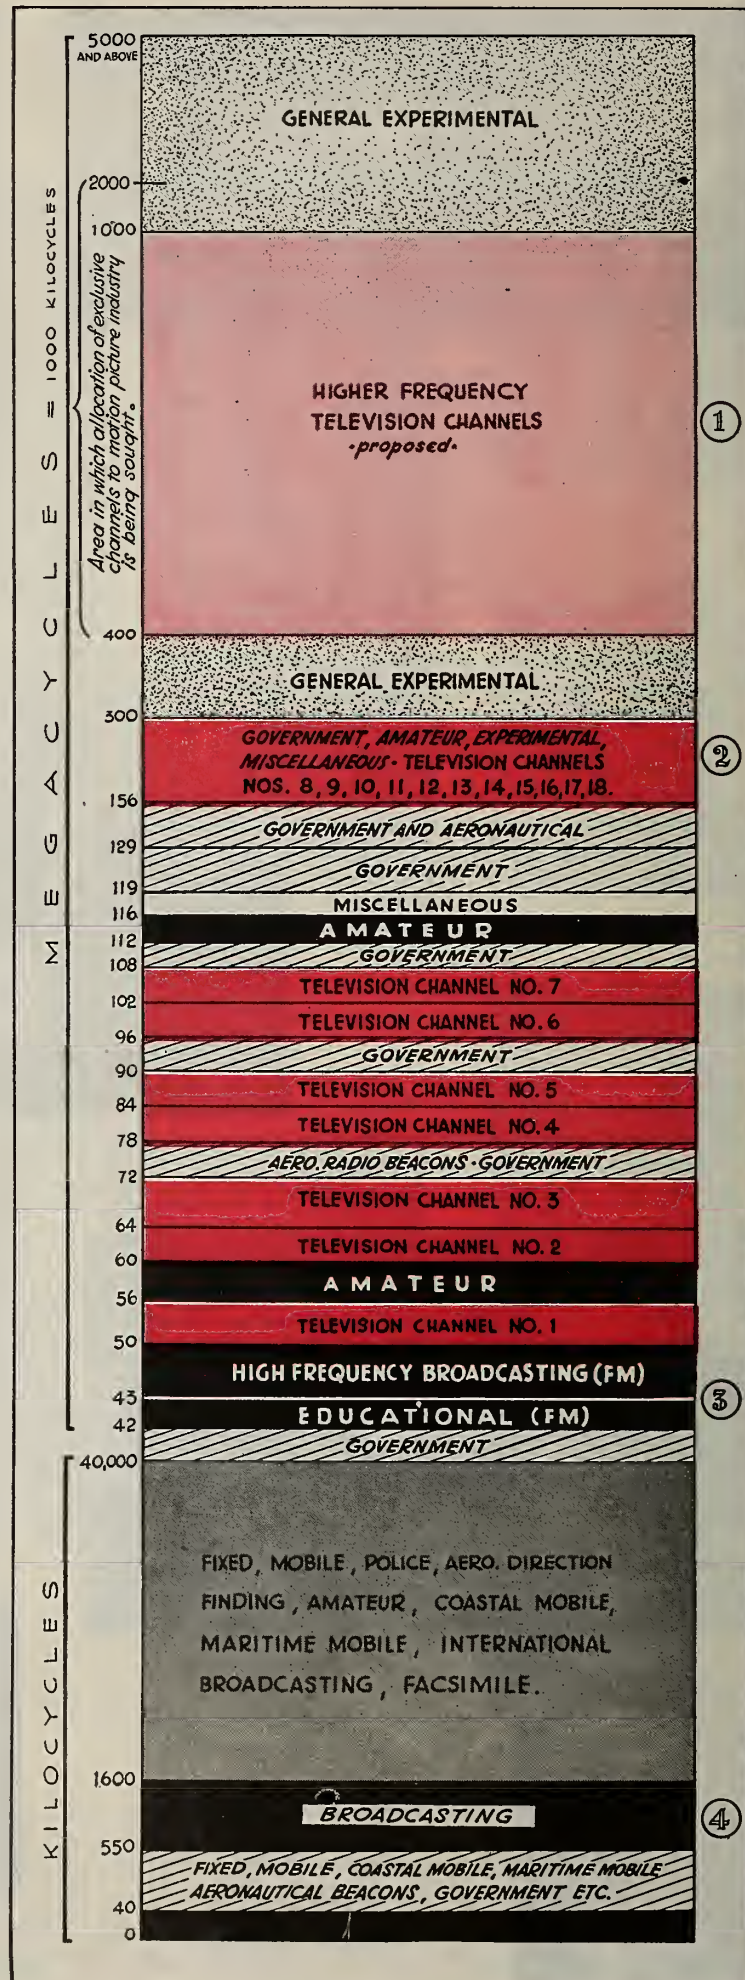 5000
AND ABOVE
GENERAL EXPERIMENTAL
2000
1000
MEGACYCLES = 1000 KILOCYCLES
Area in which allocation of exclusive
channels to motion picture industry
is being sought.
HIGHER FREQUENCY
TELEVISION CHANNELS
·proposed·
1
400
GENERAL EXPERIMENTAL
300
GOVERNMENT, AMATEUR, EXPERIMENTAL,
MISCELLANEOUS · TELEVISION CHANNELS
NOS. 8, 9, 10, 11, 12, 13, 14, 15, 16, 17, 18.
2
156
GOVERNMENT AND AERONAUTICAL
129
GOVERNMENT
119
MISCELLANEOUS
116
AMATEUR
112
GOVERNMENT
108
TELEVISION CHANNEL NO. 7
102
TELEVISION CHANNEL NO. 6
96
GOVERNMENT
90
TELEVISION CHANNEL NO. 5
84
TELEVISION CHANNEL NO. 4
78
AERO. RADIO BEACONS · GOVERNMENT
72
TELEVISION CHANNEL NO. 3
64
TELEVISION CHANNEL NO. 2
60
AMATEUR
56
TELEVISION CHANNEL NO. 1
50
HIGH FREQUENCY BROADCASTING (FM)
43
3
EDUCATIONAL (FM)
42
GOVERNMENT
40,000
KILOCYCLES
FIXED, MOBILE, POLICE, AERO. DIRECTION
FINDING, AMATEUR, COASTAL MOBILE,
MARITIME MOBILE, INTERNATIONAL
BROADCASTING, FACSIMILE.
1600
BROADCASTING
4
550
FIXED, MOBILE, COASTAL MOBILE, MARITIME MOBILE
AERONAUTICAL BEACONS, GOVERNMENT ETC.
40
0